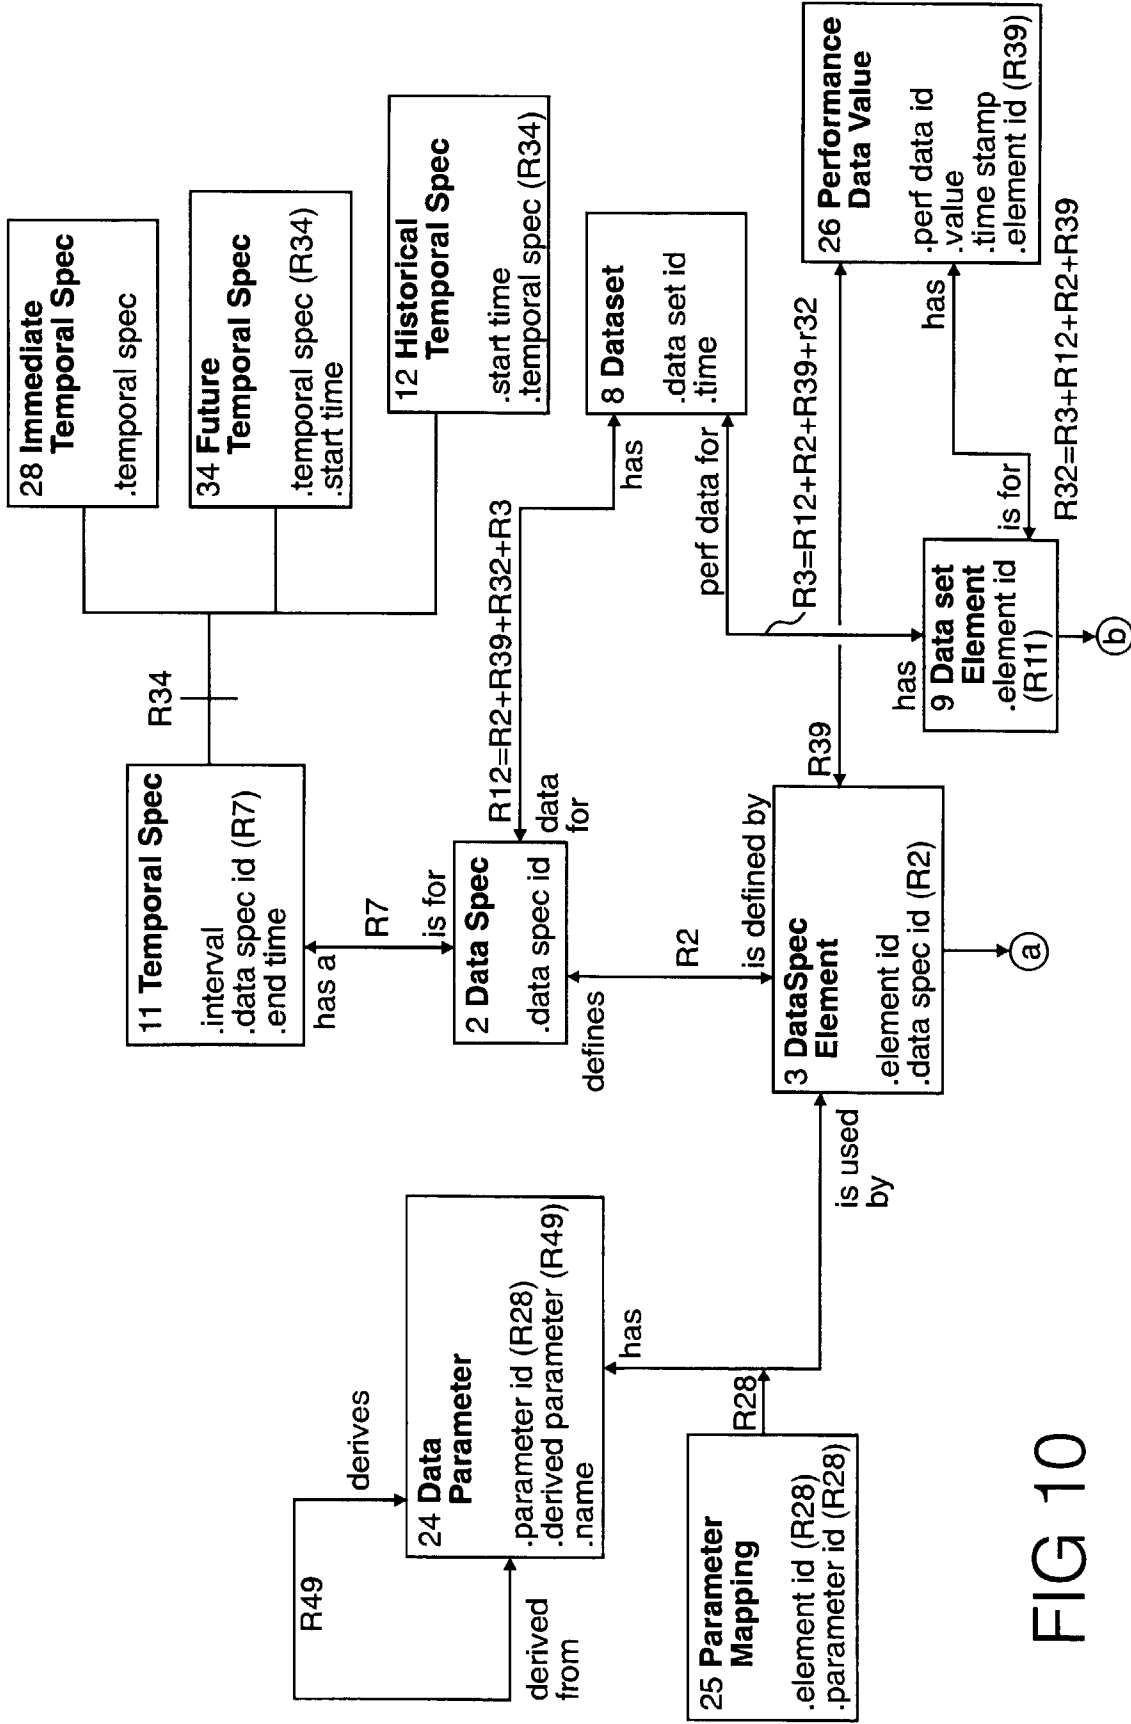 R49
derives
derived
from
24 Data
Parameter
.parameter id (R28)
.derived parameter (R49)
.name
has
R28
25 Parameter
Mapping
.element id (R28)
.parameter id (R28)
is used
by
11 Temporal Spec
.interval
.data spec id (R7)
.end time
has a
R7
is for
2 Data Spec
.data spec id
defines
R2
is defined by
3 DataSpec
Element
.element id
.data spec id (R2)
a
R34
28 Immediate
Temporal Spec
.temporal spec
34 Future
Temporal Spec
.temporal spec (R34)
.start time
12 Historical
Temporal Spec
.start time
.temporal spec (R34)
R12=R2+R39+R32+R3
data
for
has
8 Dataset
.data set id
.time
perf data for
R3=R12+R2+R39+r32
R39
has
9 Data set
Element
.element id
(R11)
b
is for
has
R32=R3+R12+R2+R39
26 Performance
Data Value
.perf data id
.value
.time stamp
.element id (R39)
FIG 10